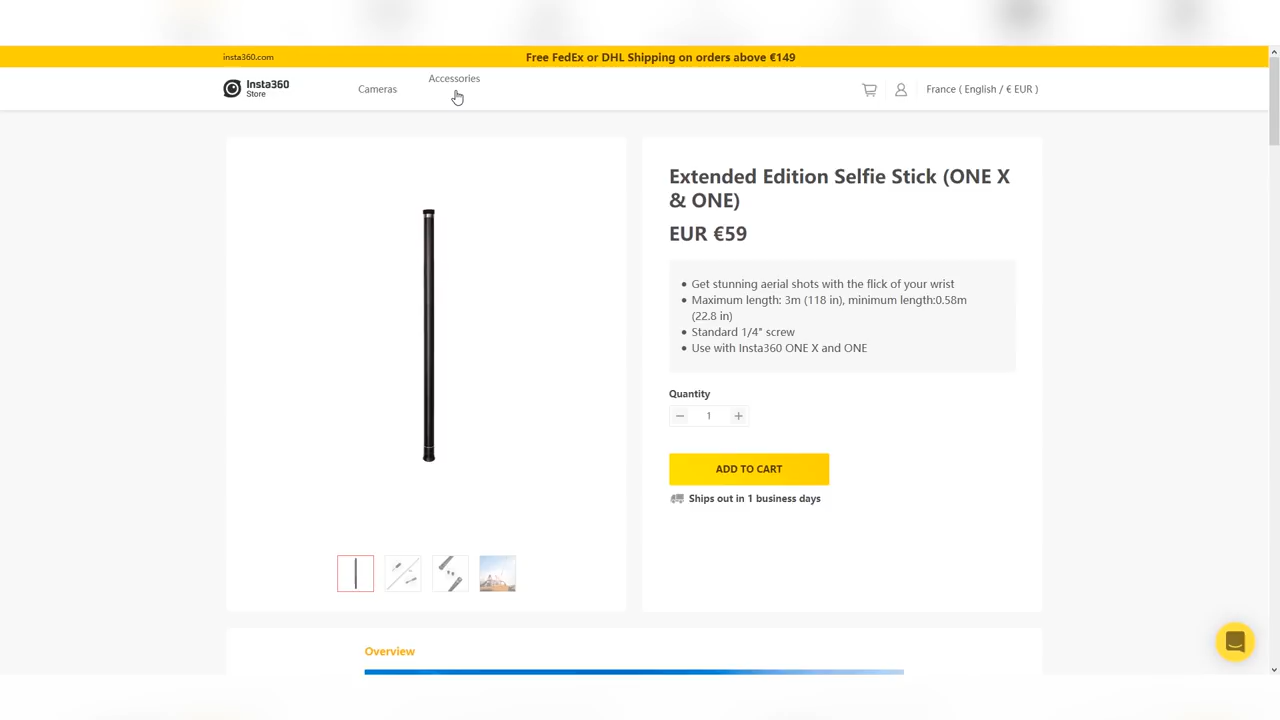 insta360.com
Free FedEx or DHL Shipping on orders above €149
Insta360
Store
Cameras
Accessories
France ( English / € EUR )
Extended Edition Selfie Stick (ONE X
& ONE)
EUR €59
Get stunning aerial shots with the flick of your wrist
Maximum length: 3m (118 in), minimum length:0.58m
(22.8 in)
Standard 1/4" screw
Use with Insta360 ONE X and ONE
Quantity
1
ADD TO CART
Ships out in 1 business days
Overview